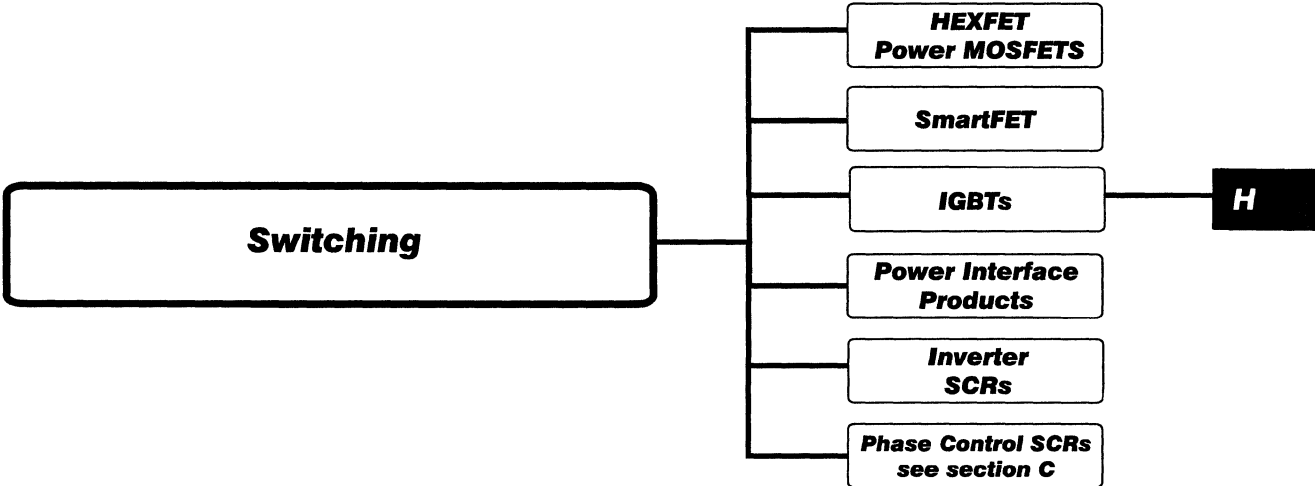 HEXFET
Power MOSFETS
SmartFET
IGBTs
H
Switching
Power Interface
Products
Inverter
SCRs
Phase Control SCRs
see section C